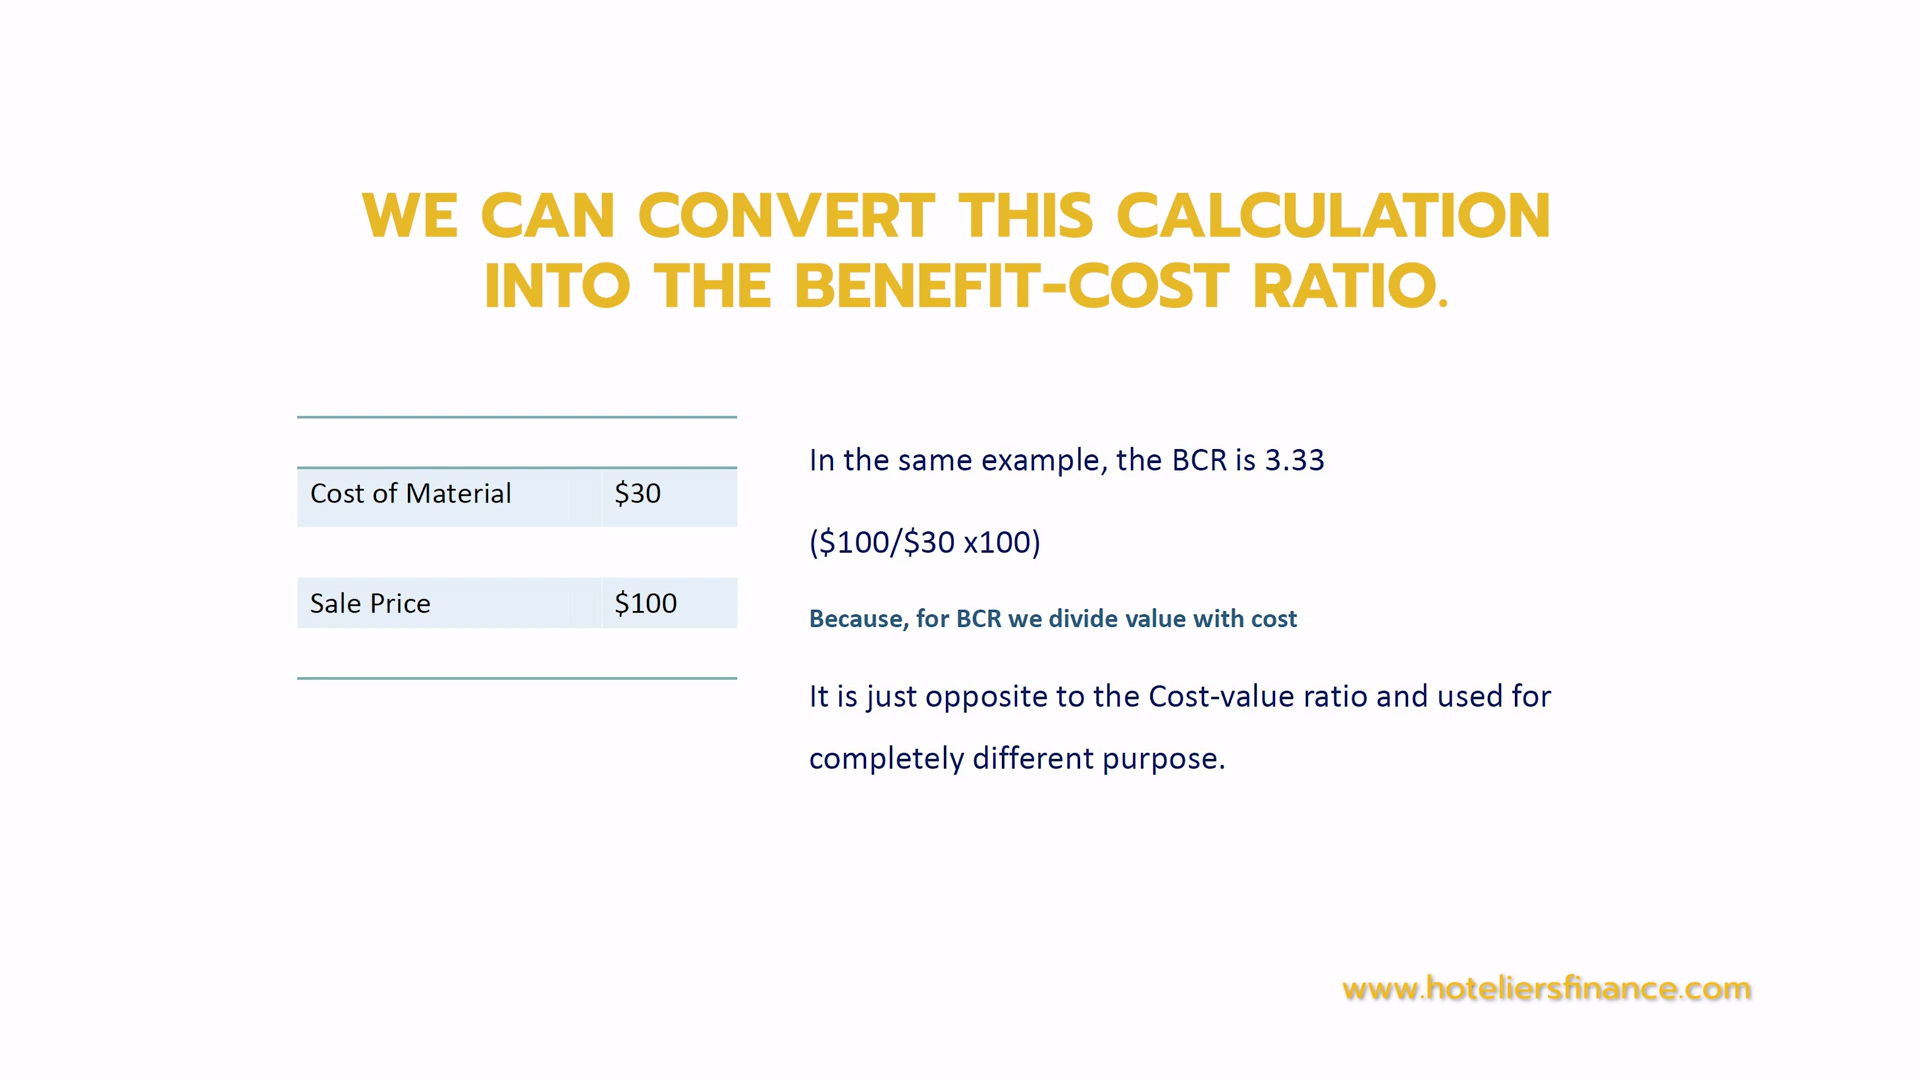 WE CAN CONVERT THIS CALCULATION
INTO THE BENEFIT-COST RATIO.
Cost of Material $30
Sale Price $100
In the same example, the BCR is 3.33
($100/$30 x100)
Because, for BCR we divide value with cost
It is just opposite to the Cost-value ratio and used for
completely different purpose.
www.hoteliersfinance.com